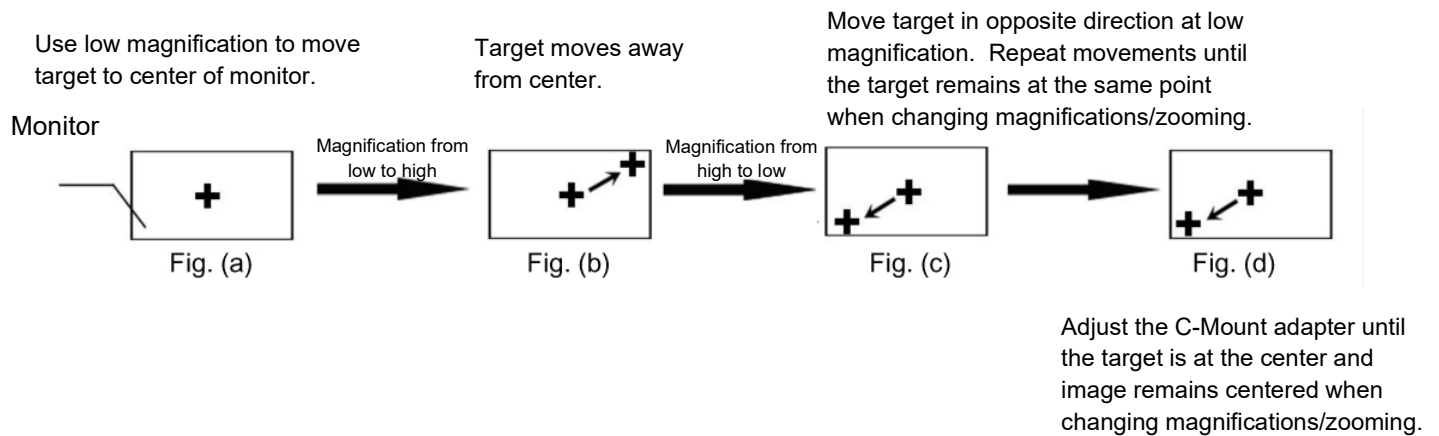 Use low magnification to move
target to center of monitor.
Target moves away
from center.
Move target in opposite direction at low
magnification.  Repeat movements until
the target remains at the same point
when changing magnifications/zooming.
Monitor
Magnification from
low to high
Magnification from
high to low
Fig. (a)
Fig. (b)
Fig. (c)
Fig. (d)
Adjust the C-Mount adapter until
the target is at the center and
image remains centered when
changing magnifications/zooming.